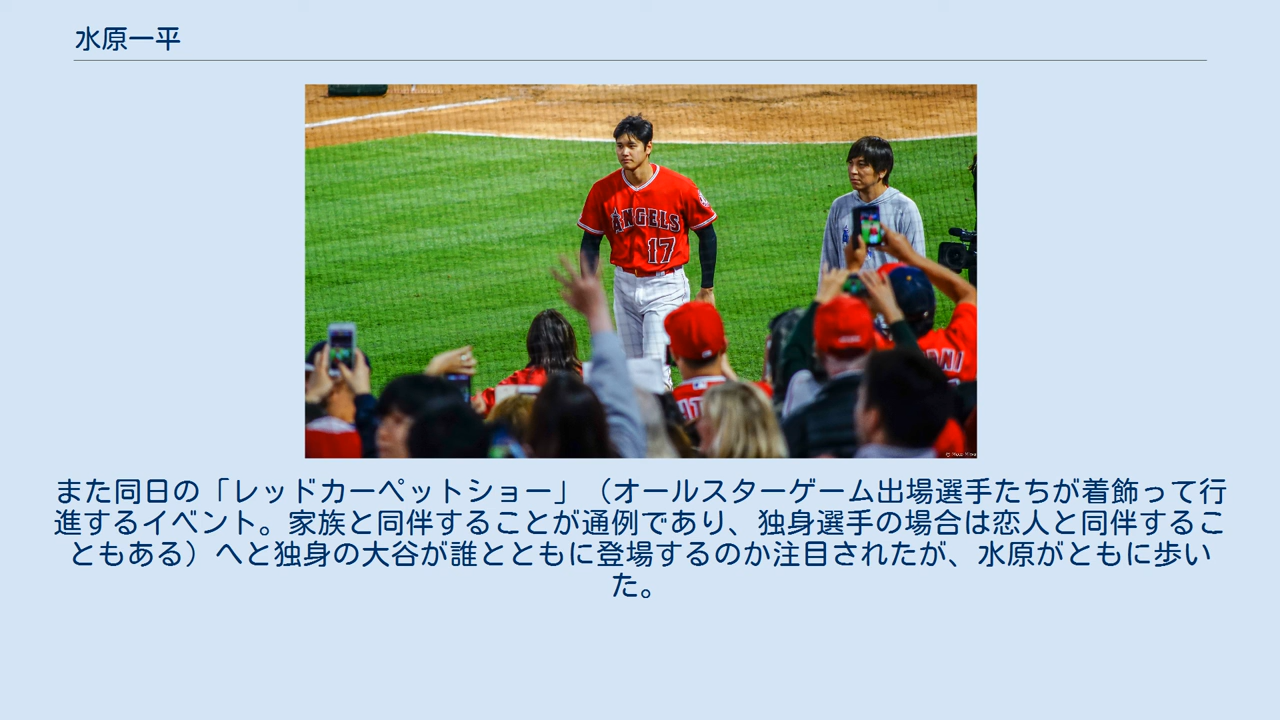 水原一平
ANGELS
17
また同日の「レッドカーペットショー」（オールスターゲーム出場選手たちが着飾って行
進するイベント。家族と同伴することが通例であり、独身選手の場合は恋人と同伴するこ
ともある）へと独身の大谷が誰とともに登場するのか注目されたが、水原がともに歩い
た。